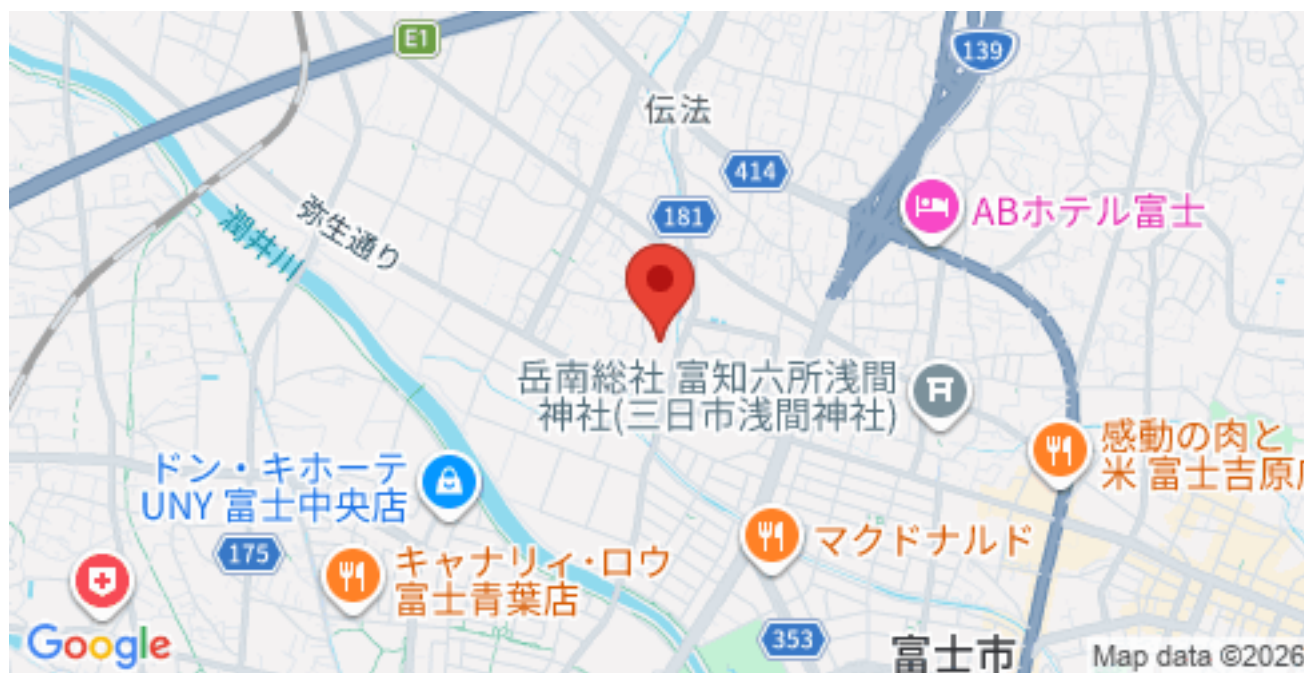 E1
139
伝法
414
181
ABホテル富士
弥生通り
潤井川
岳南総社 富知六所浅間
神社(三日市浅間神社)
感動の肉と
米 富士吉原店
ドン・キホーテ
UNY 富士中央店
マクドナルド
175
キャナリィ・ロウ
富士青葉店
353
富士市
Google
Map data ©2026